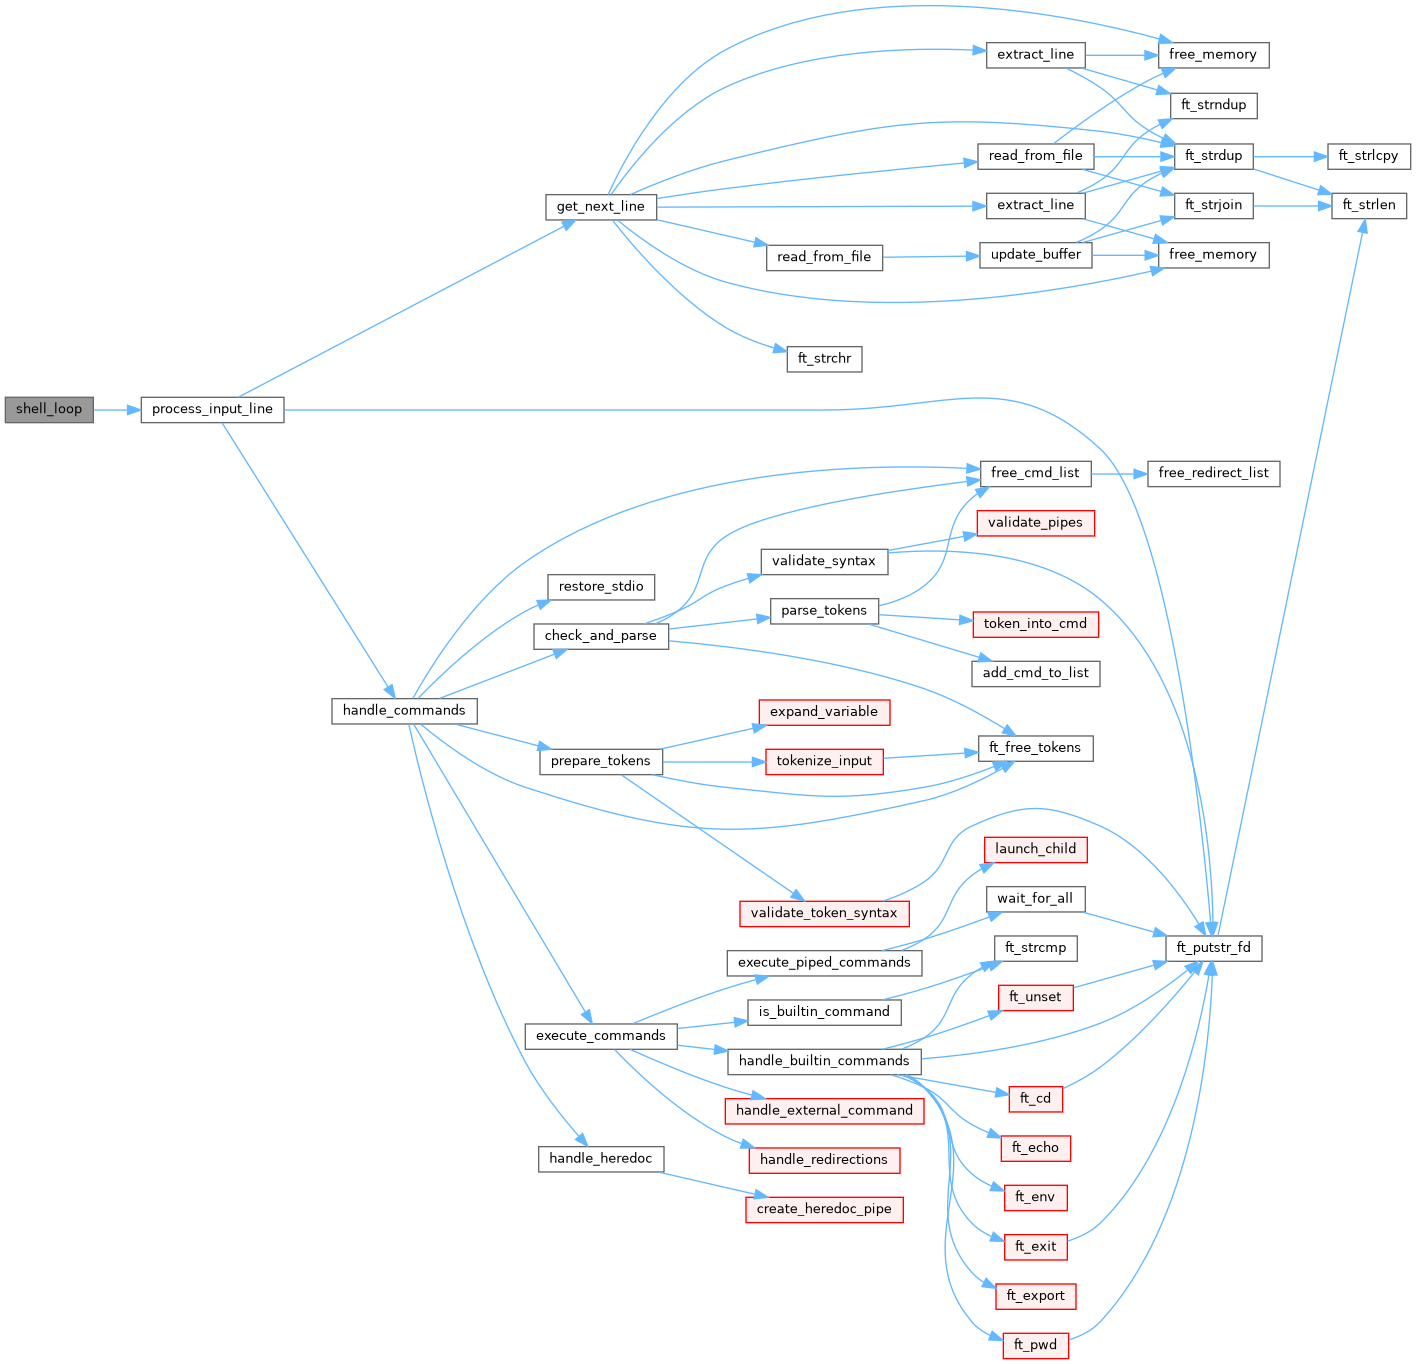 shell_loop
process_input_line
get_next_line
extract_line
free_memory
ft_strndup
read_from_file
ft_strdup
ft_strlcpy
extract_line
ft_strjoin
ft_strlen
read_from_file
update_buffer
free_memory
ft_strchr
handle_commands
free_cmd_list
free_redirect_list
restore_stdio
check_and_parse
validate_syntax
validate_pipes
parse_tokens
token_into_cmd
add_cmd_to_list
prepare_tokens
expand_variable
tokenize_input
ft_free_tokens
validate_token_syntax
execute_commands
execute_piped_commands
launch_child
wait_for_all
ft_putstr_fd
is_builtin_command
ft_strcmp
handle_builtin_commands
ft_unset
ft_cd
ft_echo
ft_env
ft_exit
ft_export
ft_pwd
handle_external_command
handle_redirections
handle_heredoc
create_heredoc_pipe